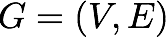 G = (V, E)